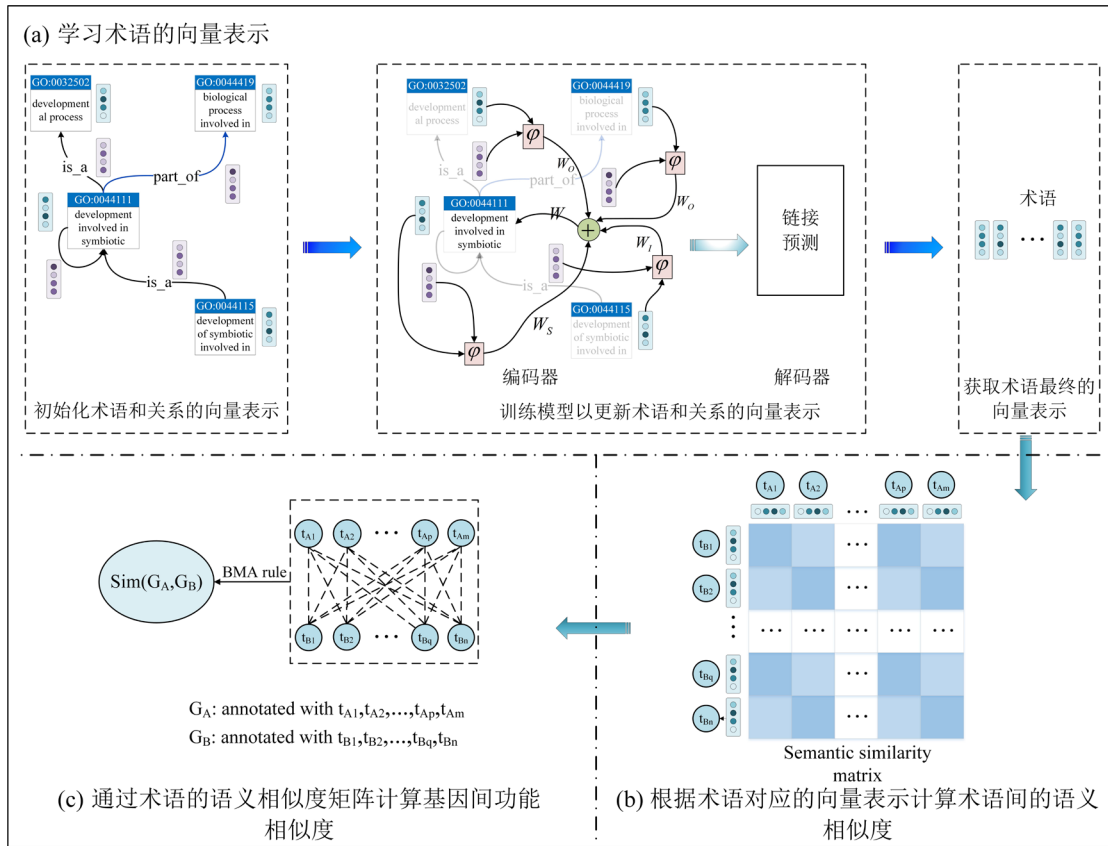 (a) 学习术语的向量表示
GO:0032502
development
al process
GO:0044419
biological
process
involved in
is_a
part_of
GO:0044111
development
involved in
symbiotic
is_a
GO:0044115
development
of symbiotic
involved in
初始化术语和关系的向量表示
GO:0032502
development
al process
GO:0044419
biological
process
involved in
φ
φ
is_a
W_O
part_of
W_O
GO:0044111
development
involved in
symbiotic
W
+
W_I
φ
is_a
GO:0044115
development
of symbiotic
involved in
W_S
φ
编码器
链接
预测
解码器
训练模型以更新术语和关系的向量表示
术语
…
获取术语最终的
向量表示
t_A1 t_A2 … t_Ap t_Am
t_B1
…
t_B2
…
⋮
… … … … …
t_Bq
…
t_Bn
…
Semantic similarity
matrix
(b) 根据术语对应的向量表示计算术语间的语义
相似度
t_A1 t_A2 … t_Ap t_Am
Sim(G_A,G_B)
BMA rule
t_B1 t_B2 … t_Bq t_Bn
G_A: annotated with t_A1,t_A2,...,t_Ap,t_Am
G_B: annotated with t_B1,t_B2,...,t_Bq,t_Bn
(c) 通过术语的语义相似度矩阵计算基因间功能
相似度